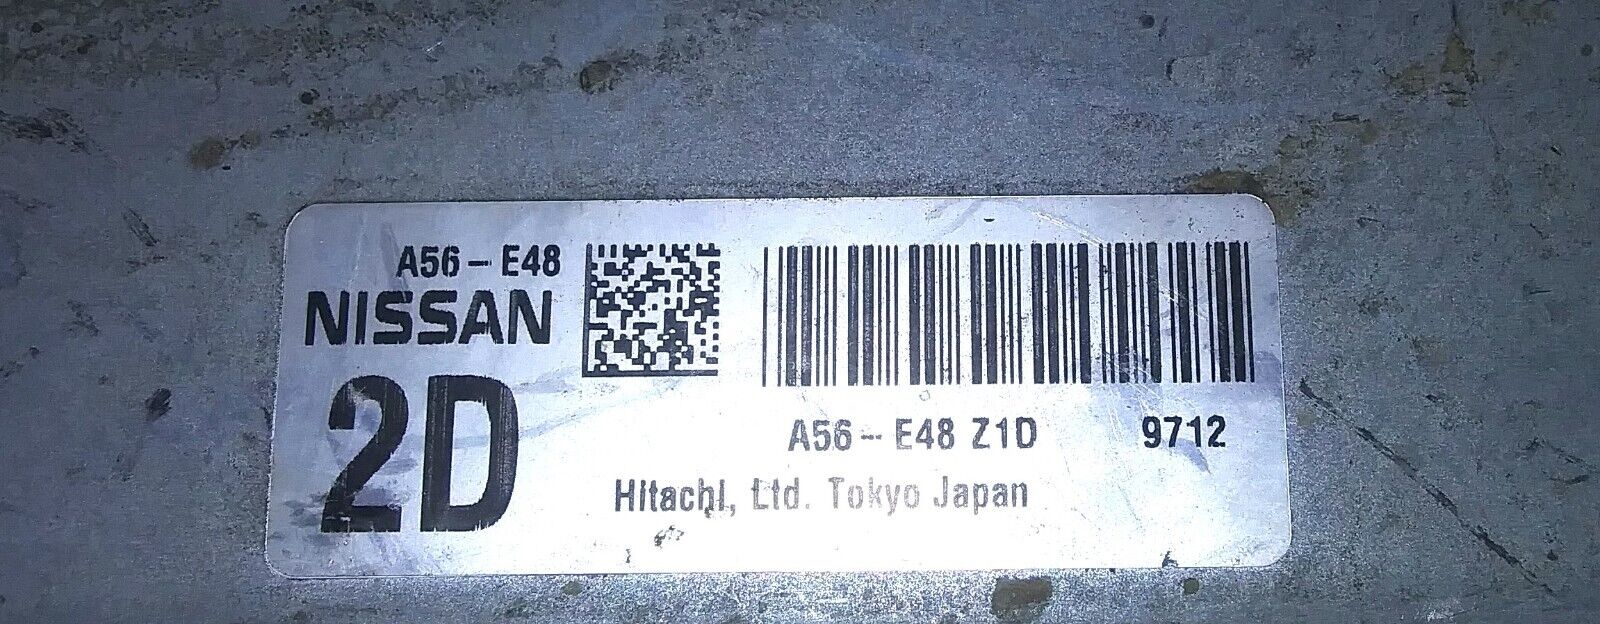 A56-E48
NISSAN
2D
A56-E48 Z1D 9712
Hitachi, Ltd. Tokyo Japan